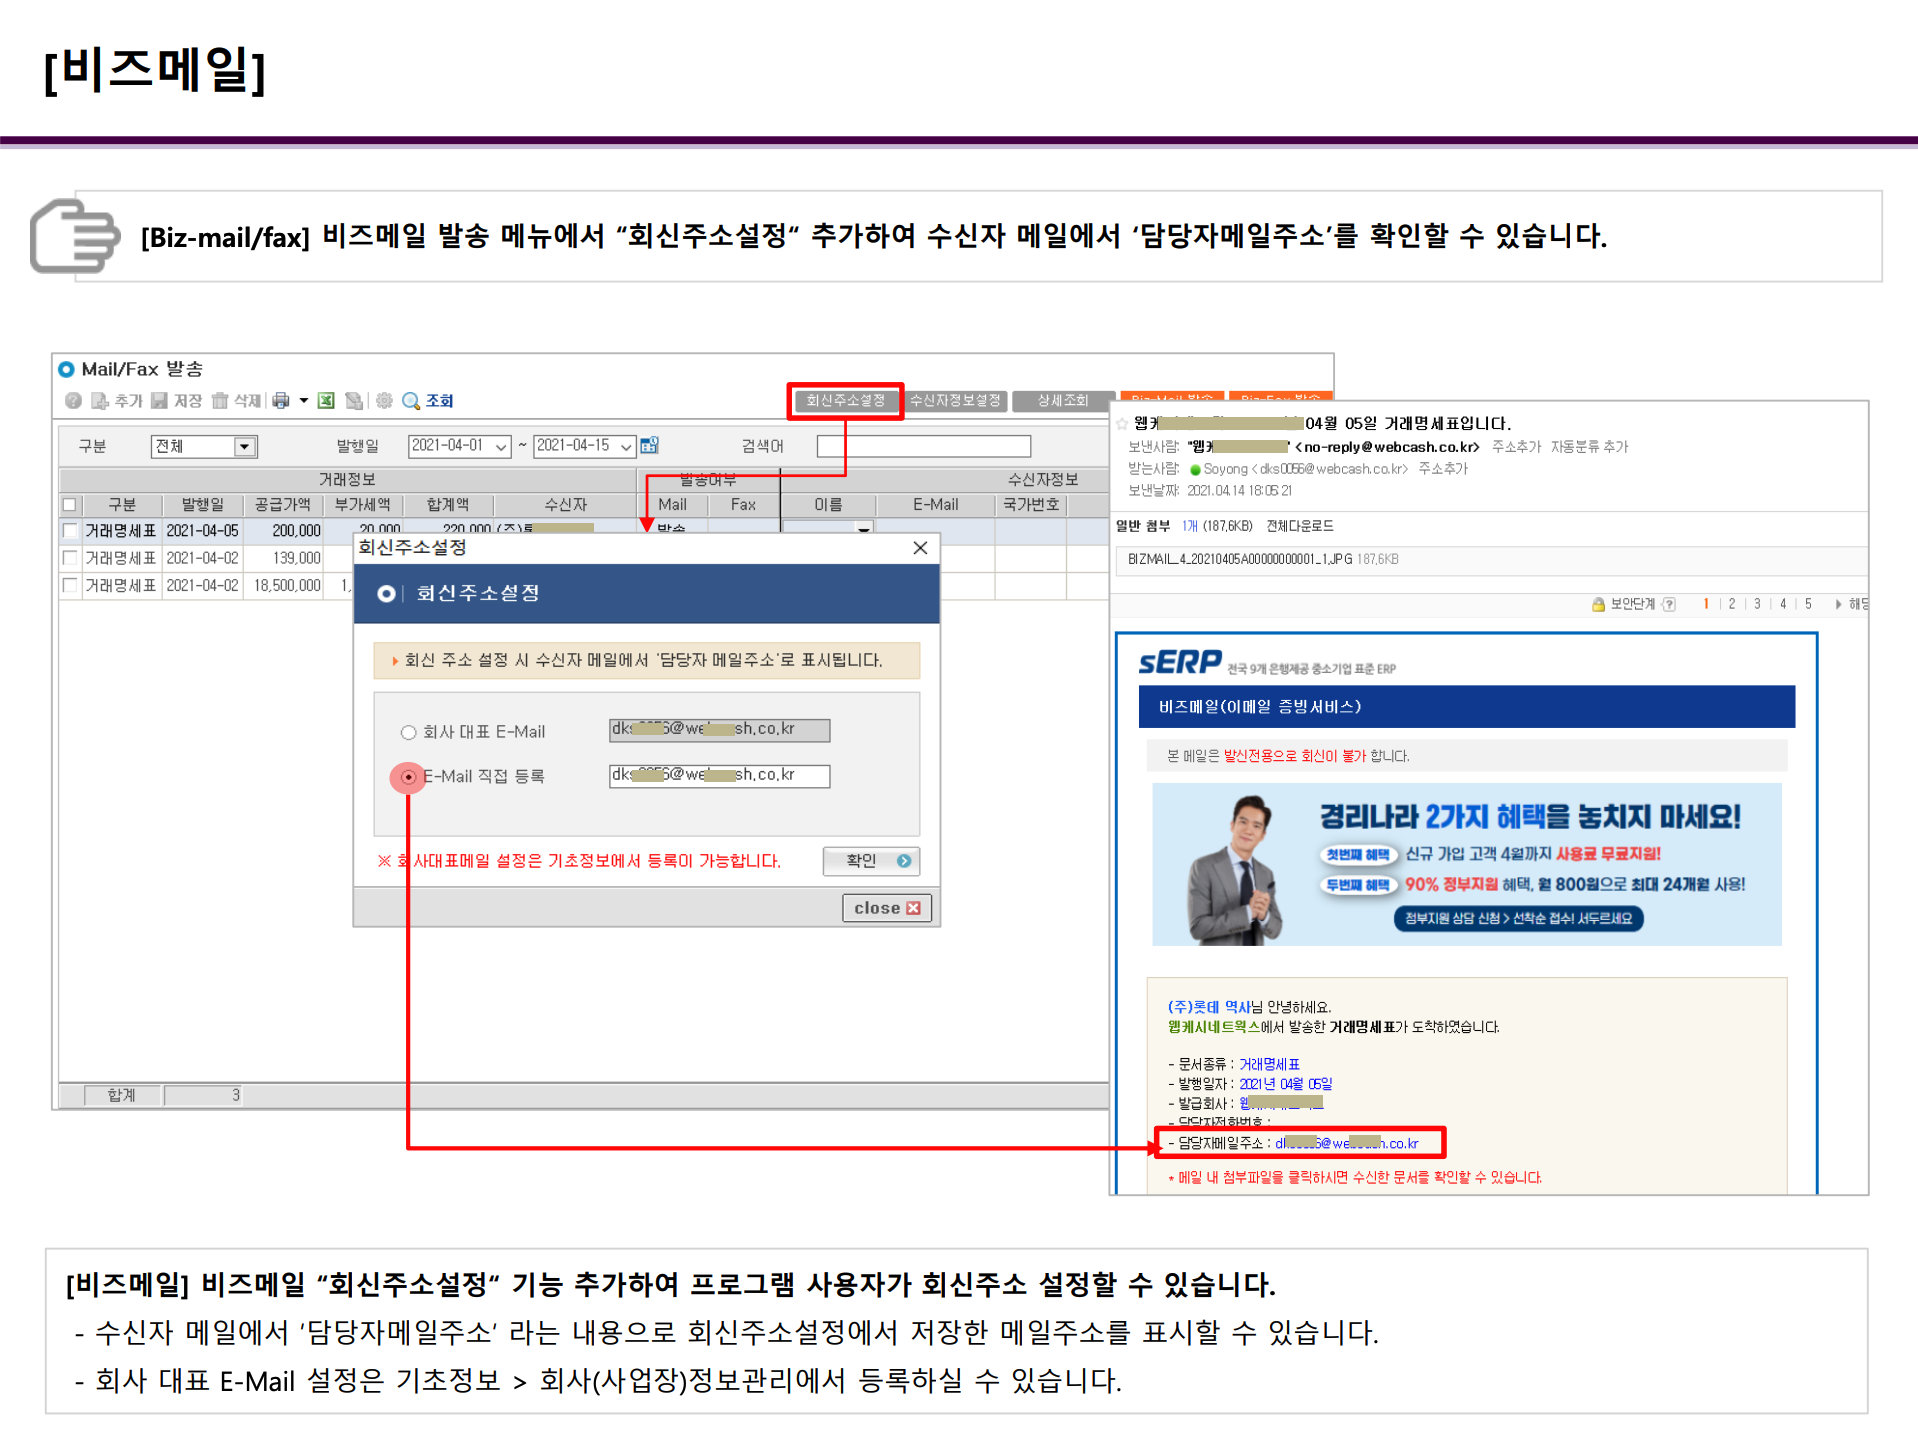 [비즈메일]
[Biz-mail/fax] 비즈메일 발송 메뉴에서 “회신주소설정“ 추가하여 수신자 메일에서 ‘담당자메일주소’를 확인할 수 있습니다.
Mail/Fax 발송
추가 저장 삭제 조회
회신주소설정 수신자정보설정 상세조회
구분 전체 발행일 2021-04-01 ~ 2021-04-15 검색어
거래정보 발송여부 수신자정보
구분 발행일 공급가액 부가세액 합계액 수신자 Mail Fax 이름 E-Mail 국가번호
거래명세표 2021-04-05 200,000 20,000 220,000 (주)
거래명세표 2021-04-02 139,000
거래명세표 2021-04-02 18,500,000 1,
합계 3
회신주소설정
회신주소설정
회신 주소 설정 시 수신자 메일에서 '담당자 메일주소'로 표시됩니다.
회사 대표 E-Mail
E-Mail 직접 등록
※ 회사대표메일 설정은 기초정보에서 등록이 가능합니다.
확인
close
04월 05일 거래명세표입니다.
보낸사람: <no-reply@webcash.co.kr> 주소추가 자동분류 추가
받는사람: Soyong <dks0056@webcash.co.kr> 주소추가
보낸날짜: 2021.04.14 18:05:21
일반 첨부 1개 (187.6KB) 전체다운로드
BIZMAIL_4_20210405A00000000001_1.JPG 187.6KB
보안단계 ? 1 | 2 | 3 | 4 | 5
sERP 전국 9개 은행제공 중소기업 표준 ERP
비즈메일(이메일 증빙서비스)
본 메일은 발신전용으로 회신이 불가 합니다.
경리나라 2가지 혜택을 놓치지 마세요!
첫번째 혜택 신규 가입 고객 4월까지 사용료 무료지원!
두번째 혜택 90% 정부지원 혜택, 월 800원으로 최대 24개월 사용!
정부지원 상담 신청 > 선착순 접수! 서두르세요
(주)롯데 역사님 안녕하세요.
웹케시네트웍스에서 발송한 거래명세표가 도착하였습니다.
- 문서종류 : 거래명세표
- 발행일자 : 2021년 04월 05일
- 발급회사 :
- 담당자전화번호 :
- 담당자메일주소 :
* 메일 내 첨부파일을 클릭하시면 수신한 문서를 확인할 수 있습니다.
[비즈메일] 비즈메일 “회신주소설정“ 기능 추가하여 프로그램 사용자가 회신주소 설정할 수 있습니다.
- 수신자 메일에서 ‘담당자메일주소‘ 라는 내용으로 회신주소설정에서 저장한 메일주소를 표시할 수 있습니다.
- 회사 대표 E-Mail 설정은 기초정보 > 회사(사업장)정보관리에서 등록하실 수 있습니다.